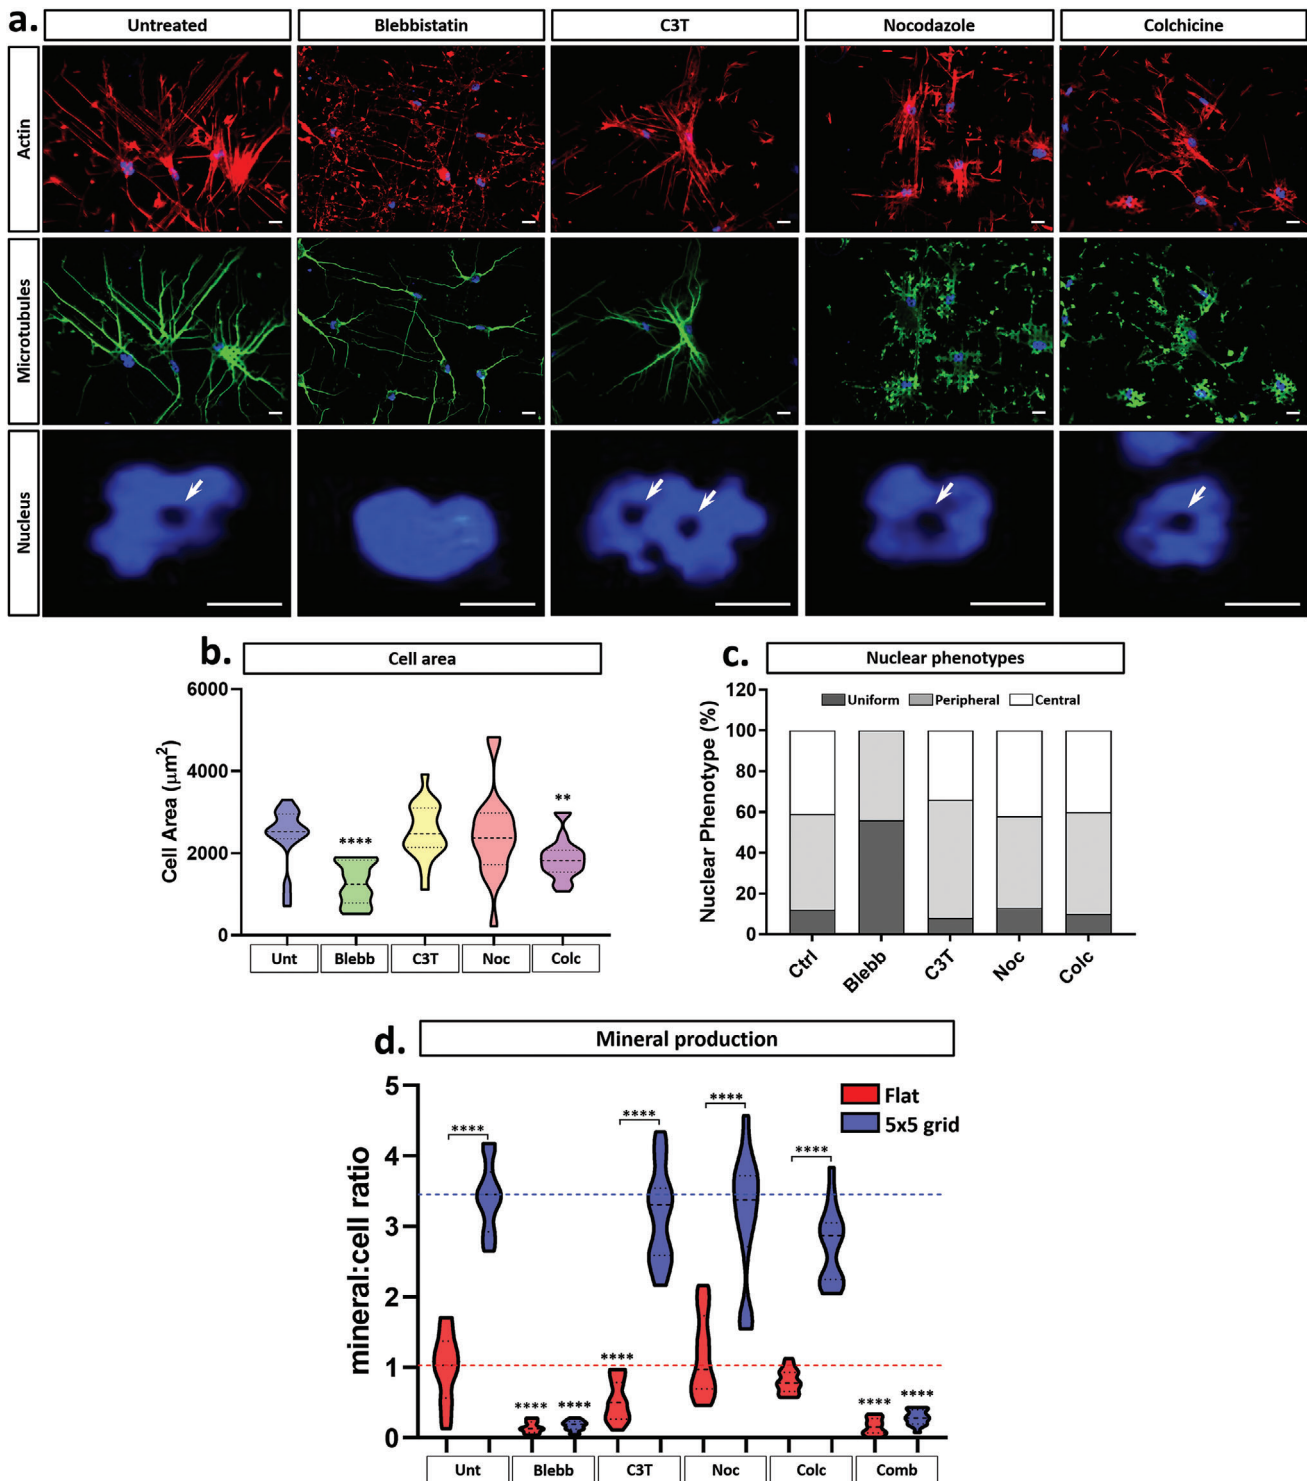 a.
Untreated
Blebbistatin
C3T
Nocodazole
Colchicine
Actin
Microtubules
Nucleus
b.
Cell area
Cell Area (μm²)
6000
4000
2000
0
****
**
Unt
Blebb
C3T
Noc
Colc
c.
Nuclear phenotypes
Nuclear Phenotype (%)
120
100
80
60
40
20
0
Uniform
Peripheral
Central
Ctrl
Blebb
C3T
Noc
Colc
d.
Mineral production
mineral:cell ratio
5
4
3
2
1
0
Flat
5x5 grid
****
****
****
****
****
****
****
****
****
Unt
Blebb
C3T
Noc
Colc
Comb